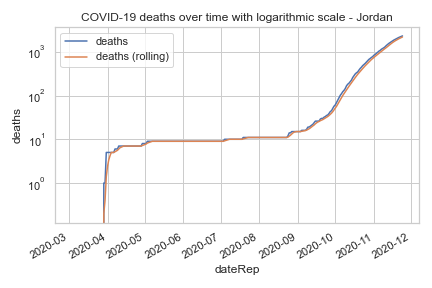 COVID-19 deaths over time with logarithmic scale - Jordan
deaths
deaths (rolling)
10³
10²
10¹
10⁰
deaths
2020-03
2020-04
2020-05
2020-06
2020-07
2020-08
2020-09
2020-10
2020-11
2020-12
dateRep